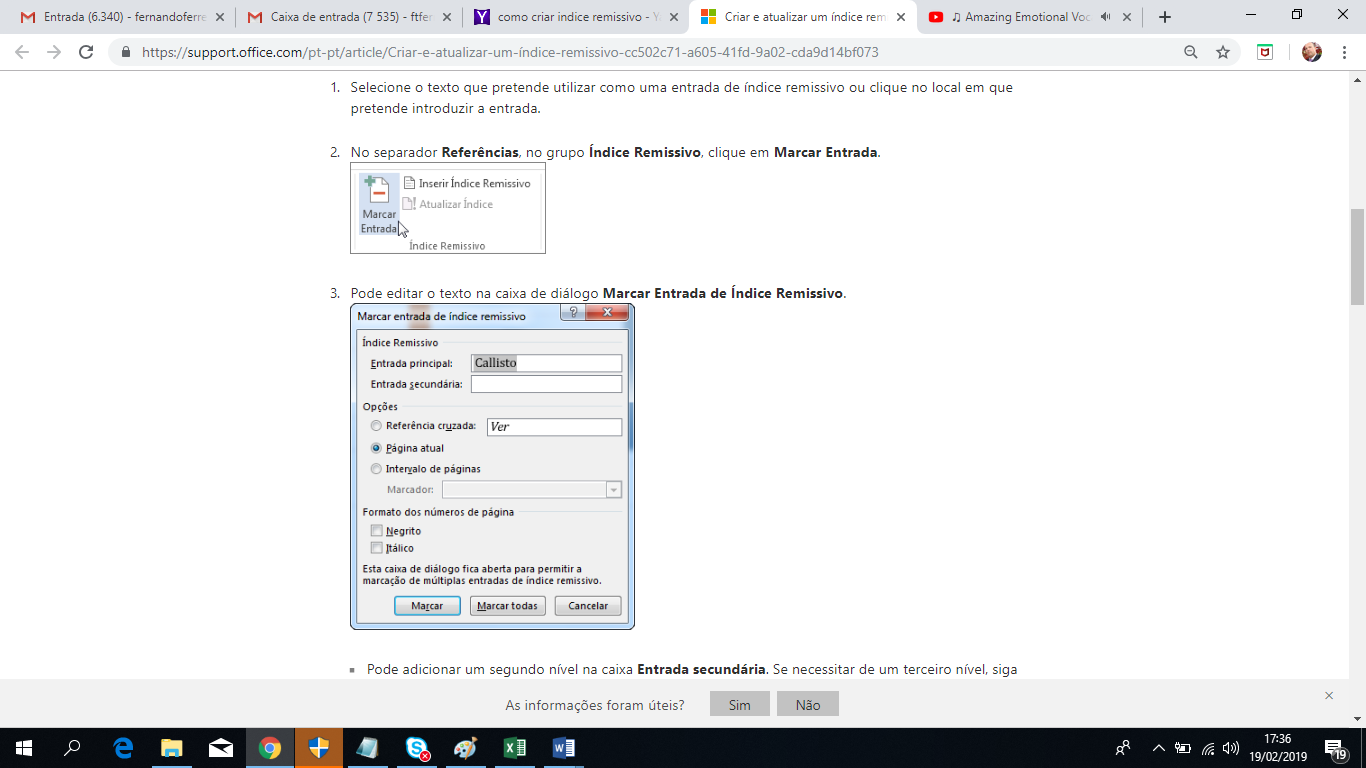 Entrada (6.340) - fernandoferre
Caixa de entrada (7 535) - ftfer
como criar indice remissivo - Ya
Criar e atualizar um índice rem
♫ Amazing Emotional Voc
https://support.office.com/pt-pt/article/Criar-e-atualizar-um-índice-remissivo-cc502c71-a605-41fd-9a02-cda9d14bf073
1. Selecione o texto que pretende utilizar como uma entrada de índice remissivo ou clique no local em que
pretende introduzir a entrada.
2. No separador Referências, no grupo Índice Remissivo, clique em Marcar Entrada.
Inserir Índice Remissivo
Atualizar Índice
Marcar
Entrada
Índice Remissivo
3. Pode editar o texto na caixa de diálogo Marcar Entrada de Índice Remissivo.
Marcar entrada de índice remissivo
Índice Remissivo
Entrada principal: Callisto
Entrada secundária:
Opções
Referência cruzada: Ver
Página atual
Intervalo de páginas
Marcador:
Formato dos números de página
Negrito
Itálico
Esta caixa de diálogo fica aberta para permitir a
marcação de múltiplas entradas de índice remissivo.
Marcar Marcar todas Cancelar
▪ Pode adicionar um segundo nível na caixa Entrada secundária. Se necessitar de um terceiro nível, siga
As informações foram úteis? Sim Não
17:36
19/02/2019
19